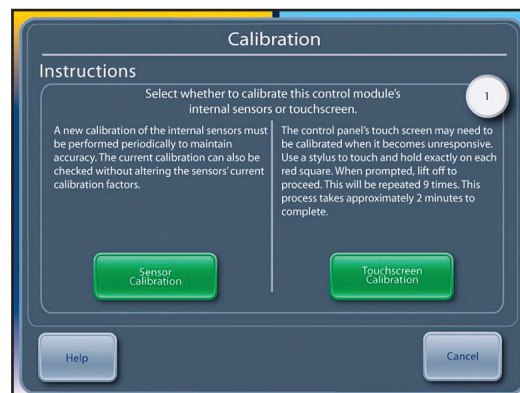 Calibration
Instructions
Select whether to calibrate this control module's
internal sensors or touchscreen.
1
A new calibration of the internal sensors must
be performed periodically to maintain
accuracy. The current calibration can also be
checked without altering the sensors' current
calibration factors.
The control panel's touch screen may need to
be calibrated when it becomes unresponsive.
Use a stylus to touch and hold exactly on each
red square. When prompted, lift off to
proceed. This will be repeated 9 times. This
process takes approximately 2 minutes to
complete.
Sensor
Calibration
Touchscreen
Calibration
Help
Cancel